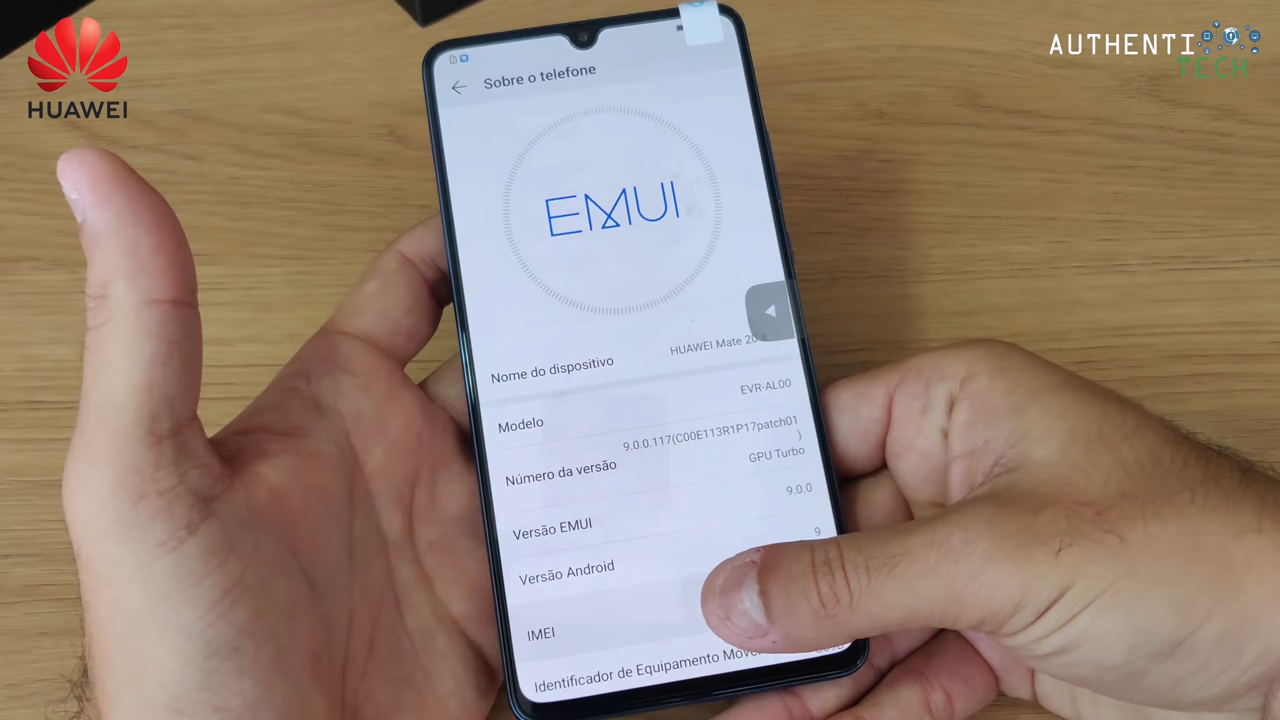 HUAWEI
AUTHENTI
TECH
Sobre o telefone
EMUI
Nome do dispositivo
HUAWEI Mate 20
Modelo
EVR-AL00
Número da versão
9.0.0.117(C00E113R1P17patch01
)
GPU Turbo
Versão EMUI
9.0.0
Versão Android
9
IMEI
Identificador de Equipamento